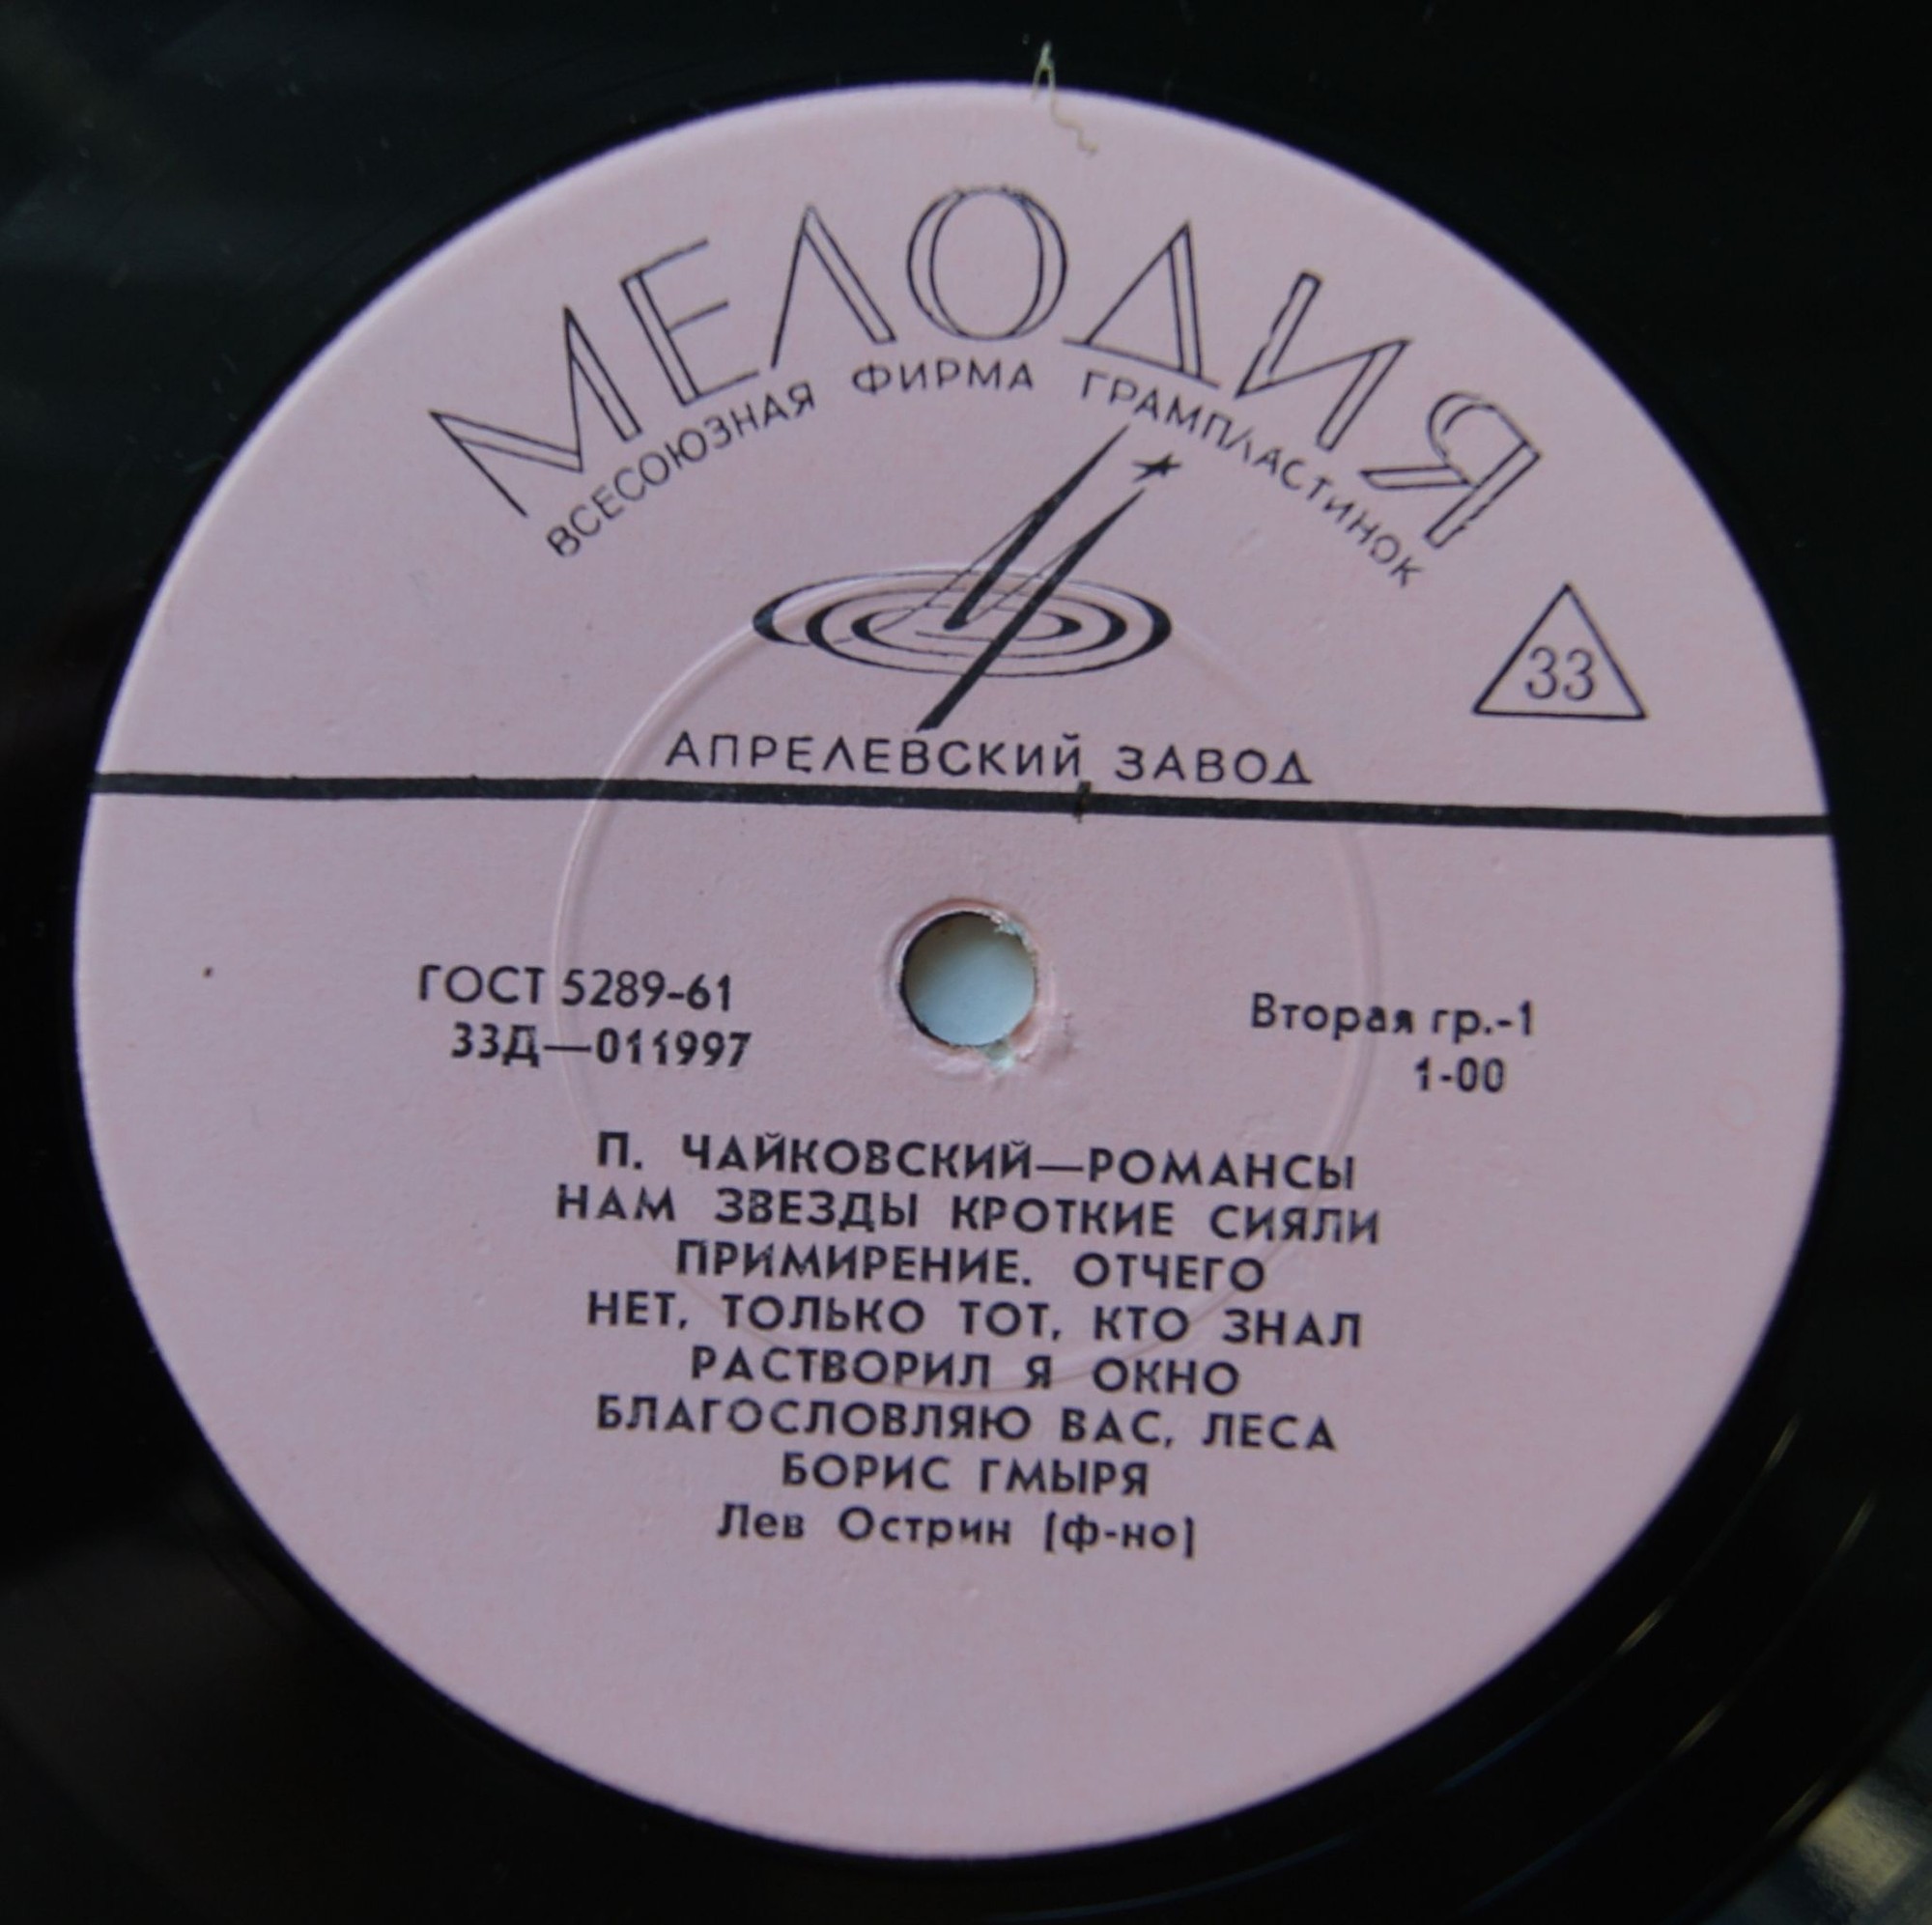 МЕЛОДИЯ
ВСЕСОЮЗНАЯ ФИРМА ГРАМПЛАСТИНОК
33
АПРЕЛЕВСКИЙ ЗАВОД
ГОСТ 5289-61
33Д—011997
Вторая гр.-1
1-00
П. ЧАЙКОВСКИЙ—РОМАНСЫ
НАМ ЗВЕЗДЫ КРОТКИЕ СИЯЛИ
ПРИМИРЕНИЕ. ОТЧЕГО
НЕТ, ТОЛЬКО ТОТ, КТО ЗНАЛ
РАСТВОРИЛ Я ОКНО
БЛАГОСЛОВЛЯЮ ВАС, ЛЕСА
БОРИС ГМЫРЯ
Лев Острин [ф-но]